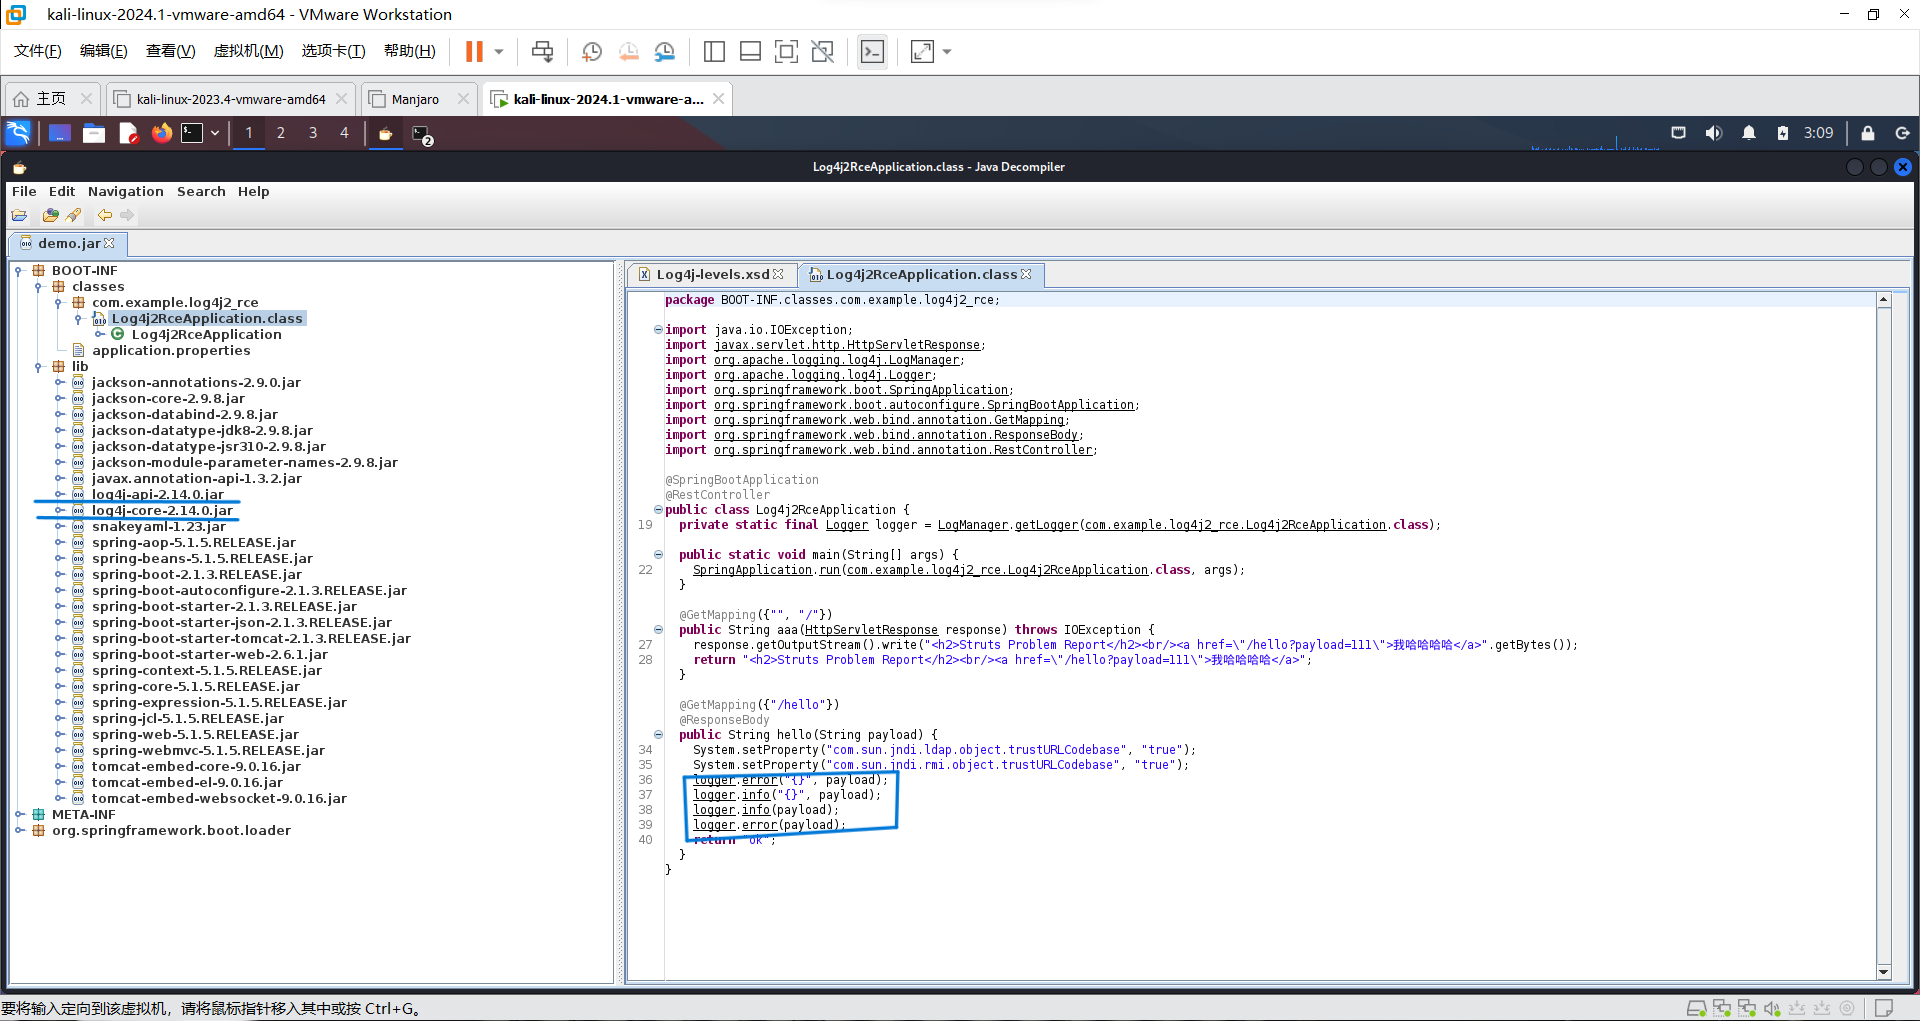 kali-linux-2024.1-vmware-amd64 - VMware Workstation
文件(F) 编辑(E) 查看(V) 虚拟机(M) 选项卡(T) 帮助(H)
主页 kali-linux-2023.4-vmware-amd64 Manjaro kali-linux-2024.1-vmware-a...
1 2 3 4 2 3:09
Log4j2RceApplication.class - Java Decompiler
File Edit Navigation Search Help
demo.jar
BOOT-INF
classes
com.example.log4j2_rce
Log4j2RceApplication.class
Log4j2RceApplication
application.properties
lib
jackson-annotations-2.9.0.jar
jackson-core-2.9.8.jar
jackson-databind-2.9.8.jar
jackson-datatype-jdk8-2.9.8.jar
jackson-datatype-jsr310-2.9.8.jar
jackson-module-parameter-names-2.9.8.jar
javax.annotation-api-1.3.2.jar
log4j-api-2.14.0.jar
log4j-core-2.14.0.jar
snakeyaml-1.23.jar
spring-aop-5.1.5.RELEASE.jar
spring-beans-5.1.5.RELEASE.jar
spring-boot-2.1.3.RELEASE.jar
spring-boot-autoconfigure-2.1.3.RELEASE.jar
spring-boot-starter-2.1.3.RELEASE.jar
spring-boot-starter-json-2.1.3.RELEASE.jar
spring-boot-starter-tomcat-2.1.3.RELEASE.jar
spring-boot-starter-web-2.6.1.jar
spring-context-5.1.5.RELEASE.jar
spring-core-5.1.5.RELEASE.jar
spring-expression-5.1.5.RELEASE.jar
spring-jcl-5.1.5.RELEASE.jar
spring-web-5.1.5.RELEASE.jar
spring-webmvc-5.1.5.RELEASE.jar
tomcat-embed-core-9.0.16.jar
tomcat-embed-el-9.0.16.jar
tomcat-embed-websocket-9.0.16.jar
META-INF
org.springframework.boot.loader
Log4j-levels.xsd Log4j2RceApplication.class
package BOOT-INF.classes.com.example.log4j2_rce;
import java.io.IOException;
import javax.servlet.http.HttpServletResponse;
import org.apache.logging.log4j.LogManager;
import org.apache.logging.log4j.Logger;
import org.springframework.boot.SpringApplication;
import org.springframework.boot.autoconfigure.SpringBootApplication;
import org.springframework.web.bind.annotation.GetMapping;
import org.springframework.web.bind.annotation.ResponseBody;
import org.springframework.web.bind.annotation.RestController;
@SpringBootApplication
@RestController
public class Log4j2RceApplication {
19 private static final Logger logger = LogManager.getLogger(com.example.log4j2_rce.Log4j2RceApplication.class);
public static void main(String[] args) {
22 SpringApplication.run(com.example.log4j2_rce.Log4j2RceApplication.class, args);
}
@GetMapping({"", "/"})
public String aaa(HttpServletResponse response) throws IOException {
27 response.getOutputStream().write("<h2>Struts Problem Report</h2><br/><a href=\"/hello?payload=111\">我哈哈哈哈</a>".getBytes());
28 return "<h2>Struts Problem Report</h2><br/><a href=\"/hello?payload=111\">我哈哈哈哈</a>";
}
@GetMapping({"/hello"})
@ResponseBody
public String hello(String payload) {
34 System.setProperty("com.sun.jndi.ldap.object.trustURLCodebase", "true");
35 System.setProperty("com.sun.jndi.rmi.object.trustURLCodebase", "true");
36 logger.error("{}", payload);
37 logger.info("{}", payload);
38 logger.info(payload);
39 logger.error(payload);
40 return "ok";
}
}
要将输入定向到该虚拟机，请将鼠标指针移入其中或按 Ctrl+G。